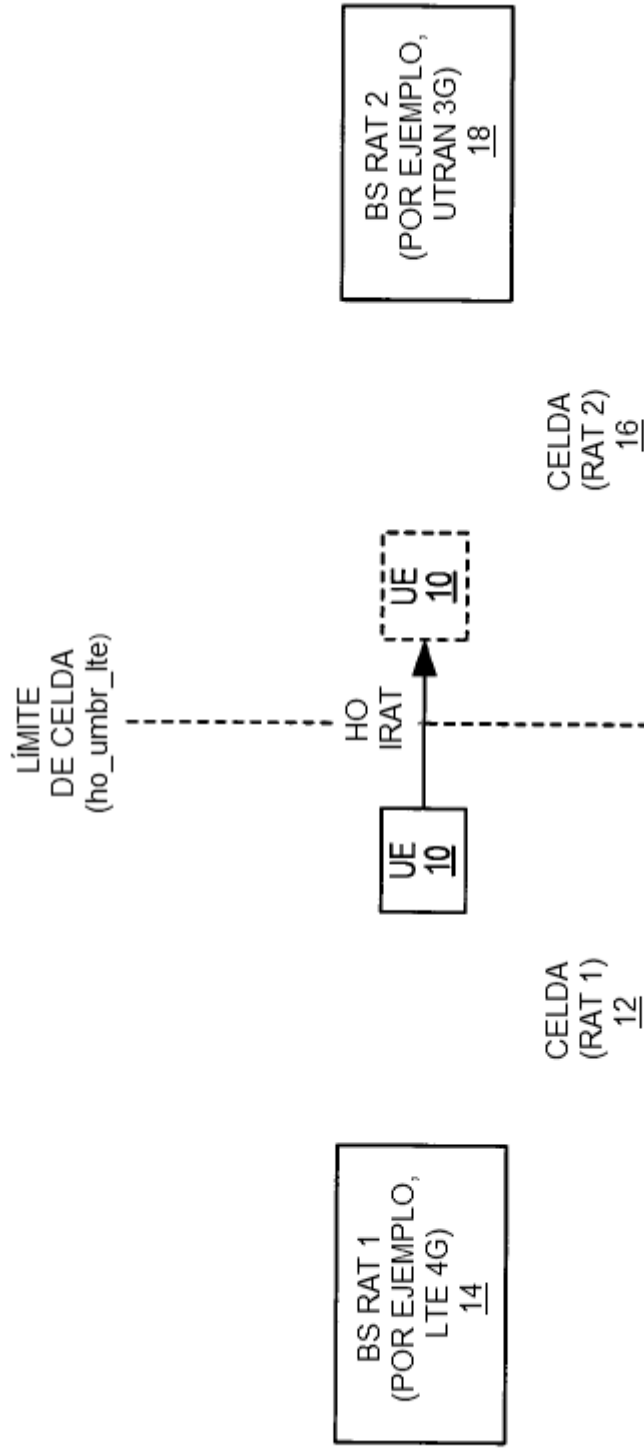 LÍMITE
DE CELDA
(ho_umbr_lte)
BS RAT 1
(POR EJEMPLO,
LTE 4G)
14
UE
10
HO
IRAT
UE
10
BS RAT 2
(POR EJEMPLO,
UTRAN 3G)
18
CELDA
(RAT 1)
12
CELDA
(RAT 2)
16